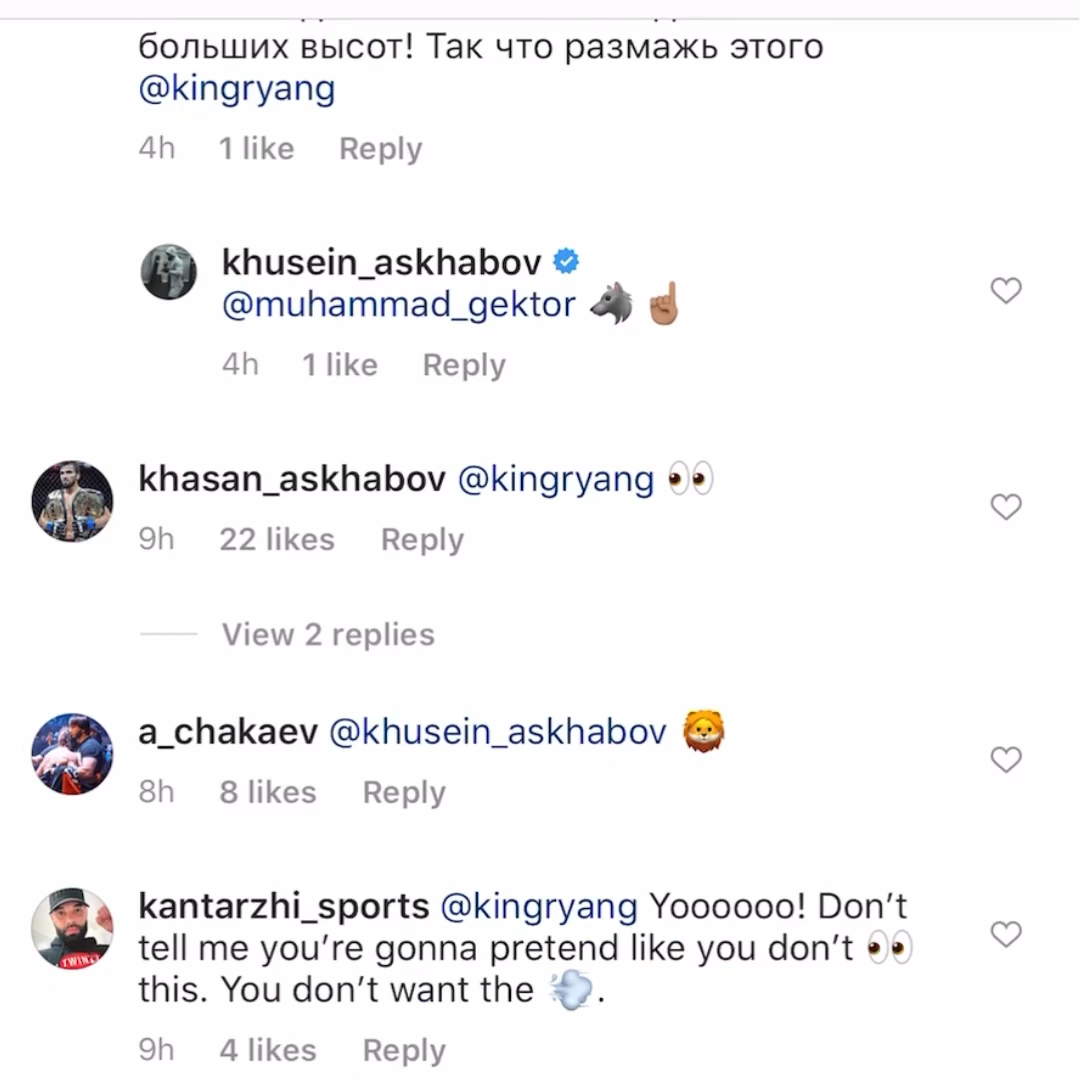 больших высот! Так что размажь этого
@kingryang
4h 1 like Reply
khusein_askhabov
@muhammad_gektor 🐺 ☝🏽
4h 1 like Reply
khasan_askhabov @kingryang 👀
9h 22 likes Reply
View 2 replies
a_chakaev @khusein_askhabov 🦁
8h 8 likes Reply
kantarzhi_sports @kingryang Yoooooo! Don’t
tell me you’re gonna pretend like you don’t 👀
this. You don’t want the 💨.
9h 4 likes Reply